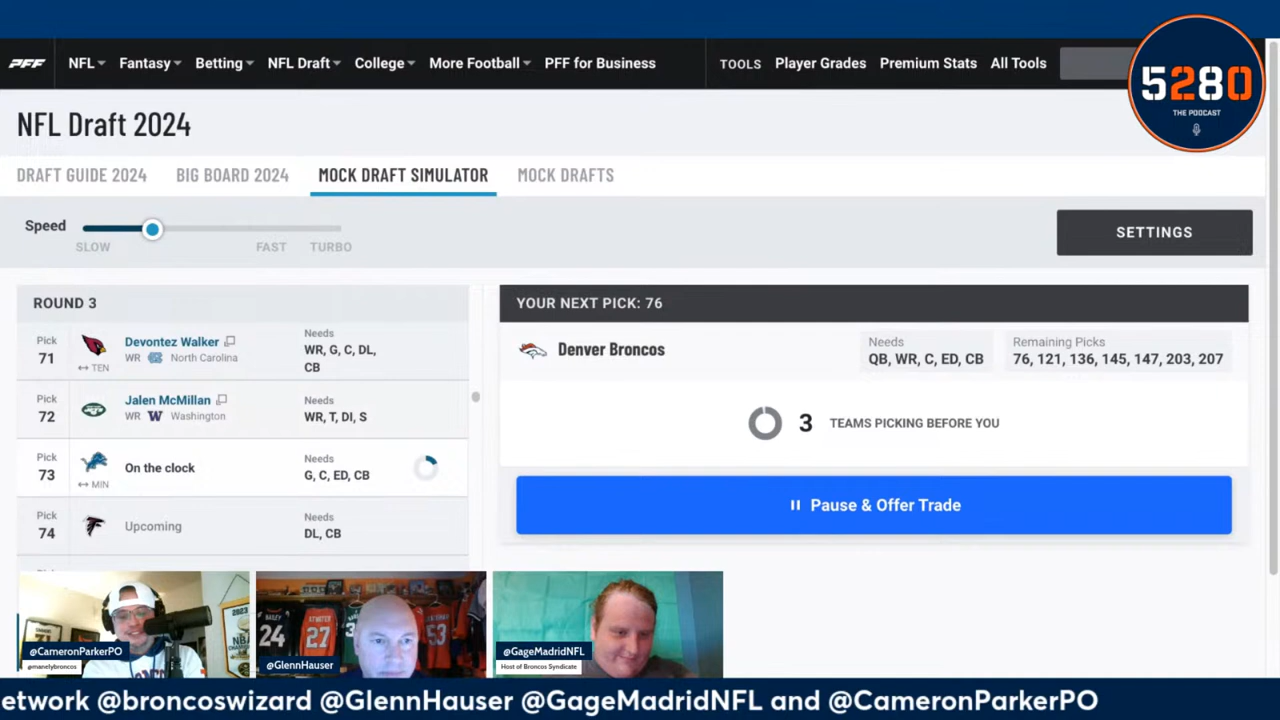 PFF NFL Fantasy Betting NFL Draft College More Football PFF for Business TOOLS Player Grades Premium Stats All Tools
5280
THE PODCAST
NFL Draft 2024
DRAFT GUIDE 2024 BIG BOARD 2024 MOCK DRAFT SIMULATOR MOCK DRAFTS
Speed
SLOW FAST TURBO
SETTINGS
ROUND 3
Pick
71
↔ TEN
Devontez Walker
WR North Carolina
Needs
WR, G, C, DL,
CB
Pick
72
Jalen McMillan
WR W Washington
Needs
WR, T, DI, S
Pick
73
↔ MIN
On the clock
Needs
G, C, ED, CB
Pick
74
Upcoming
Needs
DL, CB
YOUR NEXT PICK: 76
Denver Broncos
Needs
QB, WR, C, ED, CB
Remaining Picks
76, 121, 136, 145, 147, 203, 207
3 TEAMS PICKING BEFORE YOU
Pause & Offer Trade
@CameronParkerPO
@manelybroncos
2023
24
ATWATER
27
53
@GlennHauser
@GageMadridNFL
Host of Broncos Syndicate
etwork @broncoswizard @GlennHauser @GageMadridNFL and @CameronParkerPO